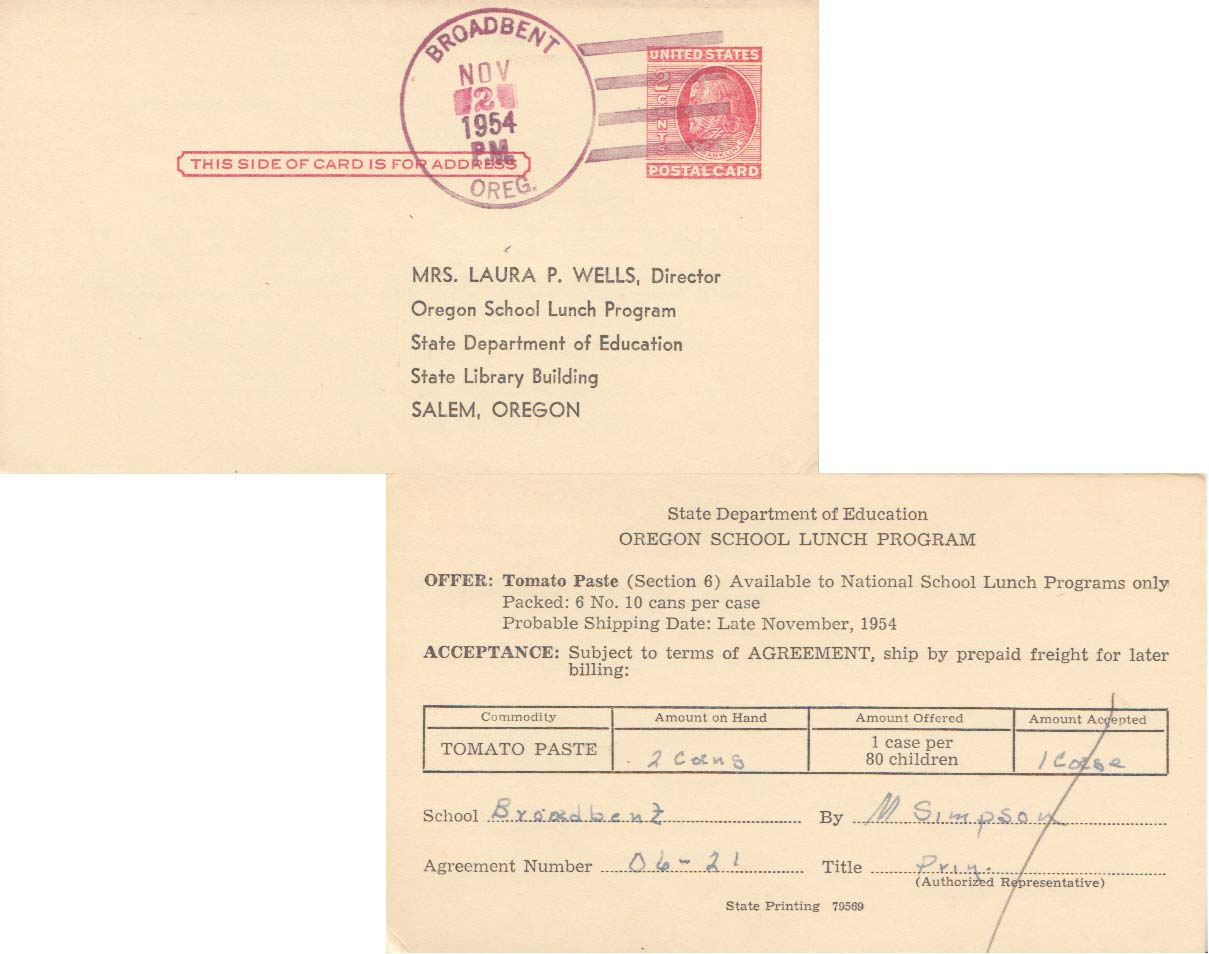 BROADBENT
NOV
2
1954
P.M.
OREG.
UNITED STATES
2 CENTS
FRANKLIN
POSTAL CARD
THIS SIDE OF CARD IS FOR ADDRESS
MRS. LAURA P. WELLS, Director
Oregon School Lunch Program
State Department of Education
State Library Building
SALEM, OREGON
State Department of Education
OREGON SCHOOL LUNCH PROGRAM
OFFER: Tomato Paste (Section 6) Available to National School Lunch Programs only
Packed: 6 No. 10 cans per case
Probable Shipping Date: Late November, 1954
ACCEPTANCE: Subject to terms of AGREEMENT, ship by prepaid freight for later
billing:
Commodity Amount on Hand Amount Offered Amount Accepted
TOMATO PASTE 2 Cans 1 case per 80 children 1 Case
School Broadbent By M Simpson
Agreement Number 06-21 Title Prin.
(Authorized Representative)
State Printing 79569